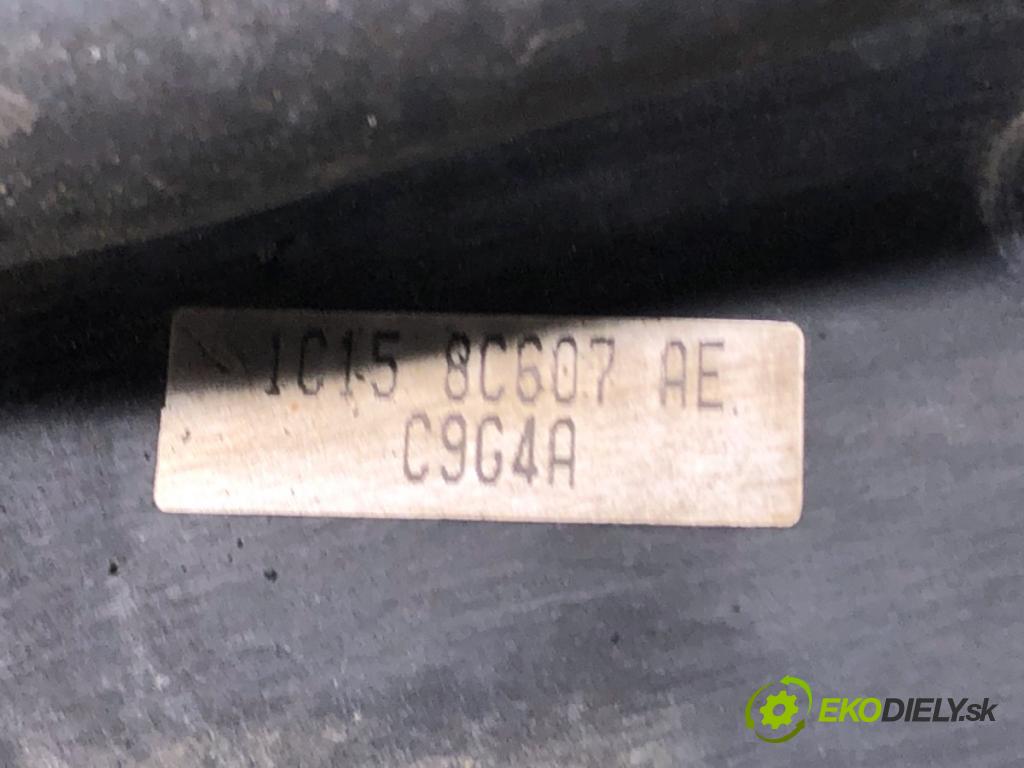 1C15 8C607 AE
C9G4A
EKODIELY.sk